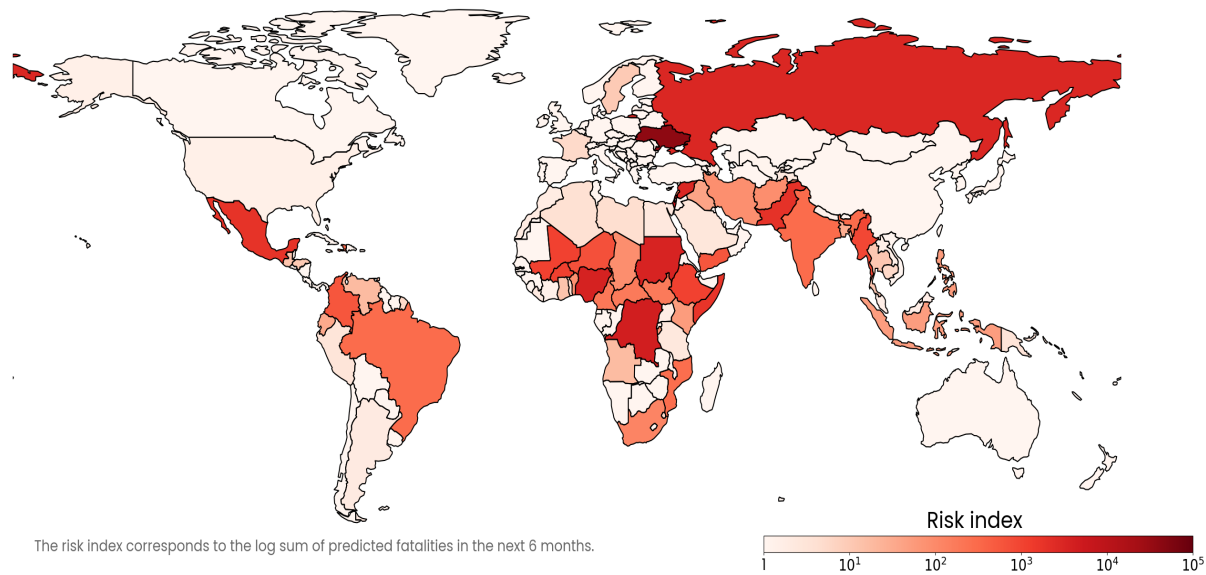 Risk index
The risk index corresponds to the log sum of predicted fatalities in the next 6 months.
1 10¹ 10² 10³ 10⁴ 10⁵